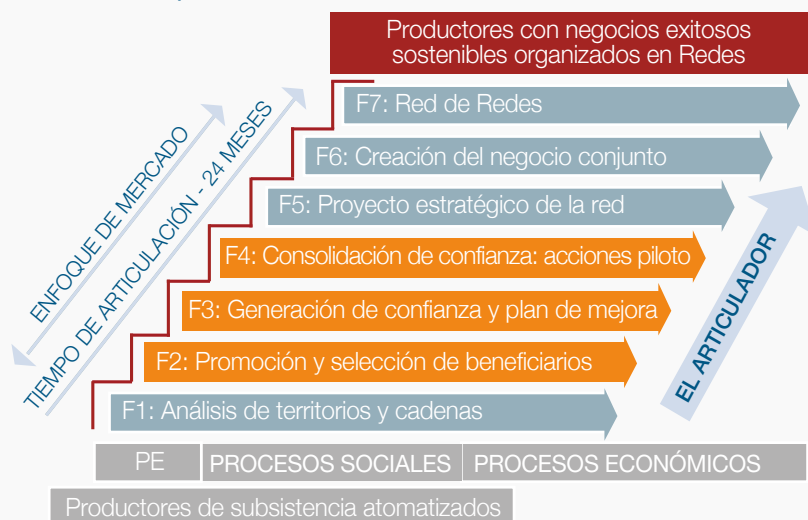 Productores con negocios exitosos
sostenibles organizados en Redes
F7: Red de Redes
F6: Creación del negocio conjunto
F5: Proyecto estratégico de la red
F4: Consolidación de confianza: acciones piloto
F3: Generación de confianza y plan de mejora
F2: Promoción y selección de beneficiarios
F1: Análisis de territorios y cadenas
ENFOQUE DE MERCADO
TIEMPO DE ARTICULACIÓN - 24 MESES
EL ARTICULADOR
PE
PROCESOS SOCIALES
PROCESOS ECONÓMICOS
Productores de subsistencia atomatizados